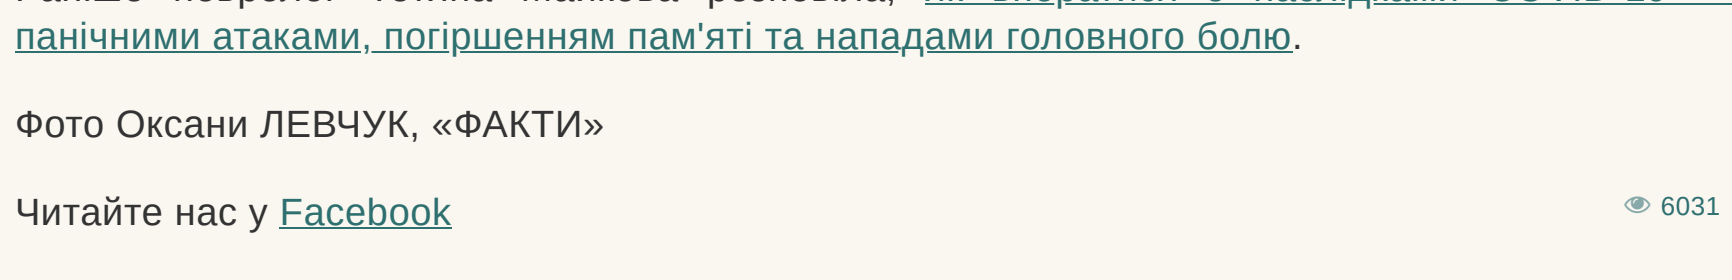 панічними атаками, погіршенням пам'яті та нападами головного болю.
Фото Оксани ЛЕВЧУК, «ФАКТИ»
Читайте нас у Facebook
6031